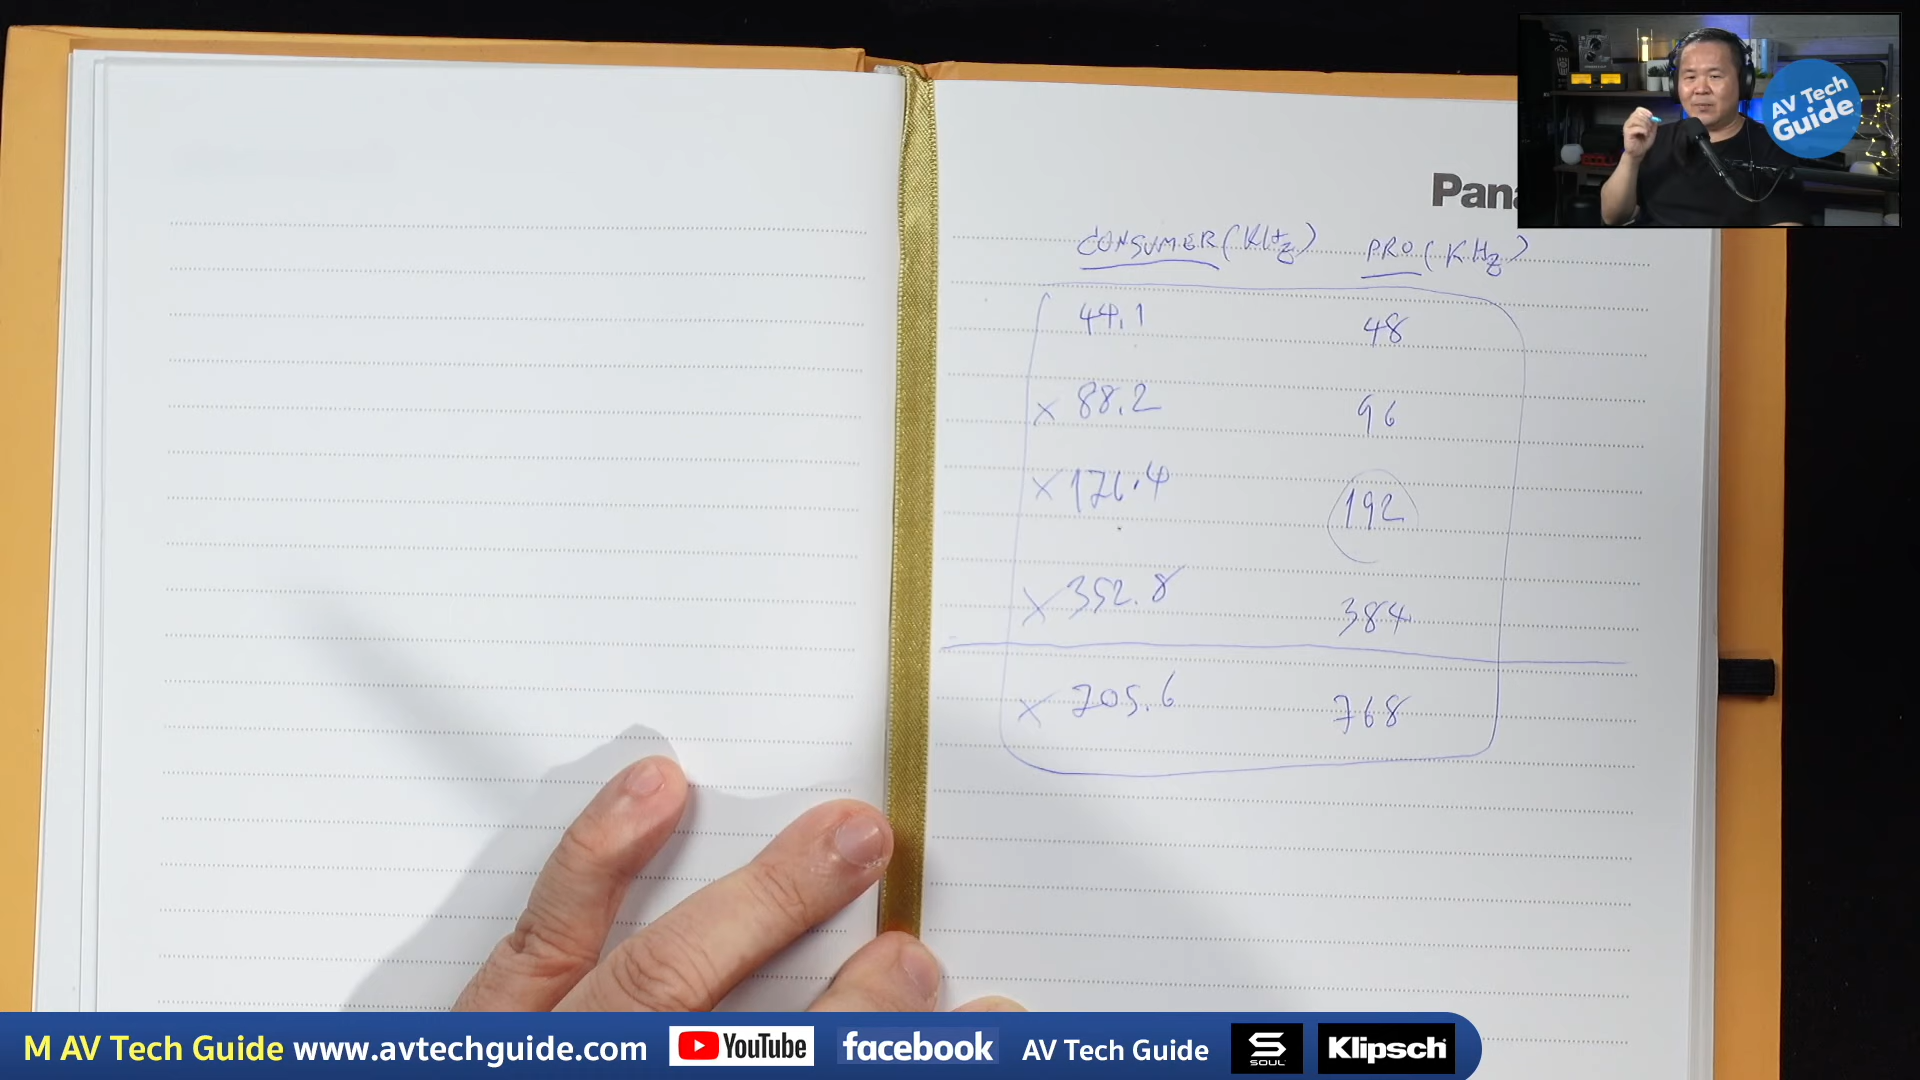 AV Tech
Guide
Pana
CONSUMER (KHz) PRO (KHz)
44.1 48
x 88.2 96
x 176.4 192
x 352.8 384
x 705.6 768
M AV Tech Guide www.avtechguide.com YouTube facebook AV Tech Guide S SOUL Klipsch